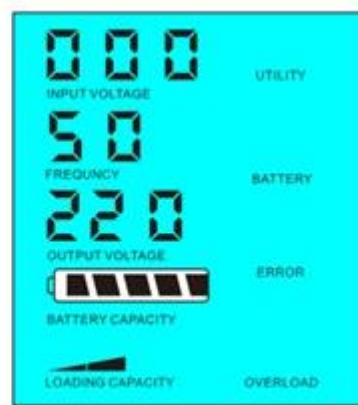 000
UTILITY
INPUT VOLTAGE
50
FREQUNCY
BATTERY
220
OUTPUT VOLTAGE
ERROR
BATTERY CAPACITY
LOADING CAPACITY
OVERLOAD